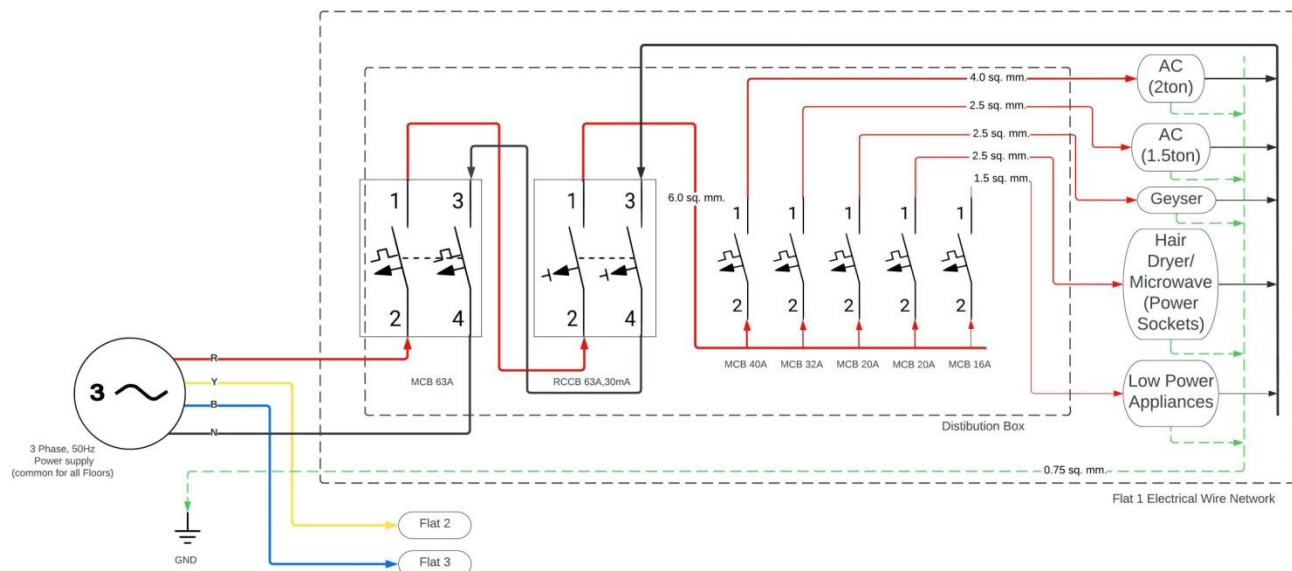 AC
(2ton)
4.0 sq. mm.
2.5 sq. mm.
AC
(1.5ton)
2.5 sq. mm.
2.5 sq. mm.
1.5 sq. mm.
1
3
1
3
6.0 sq. mm.
Geyser
1
1
1
1
1
Hair
Dryer/
Microwave
(Power
Sockets)
2
4
2
4
2
2
2
2
2
R
MCB 63A
RCCB 63A,30mA
MCB 40A
MCB 32A
MCB 20A
MCB 20A
MCB 16A
3
Y
B
Low Power
Appliances
N
Distibution Box
3 Phase, 50Hz
Power supply
(common for all Floors)
0.75 sq. mm.
Flat 1 Electrical Wire Network
GND
Flat 2
Flat 3